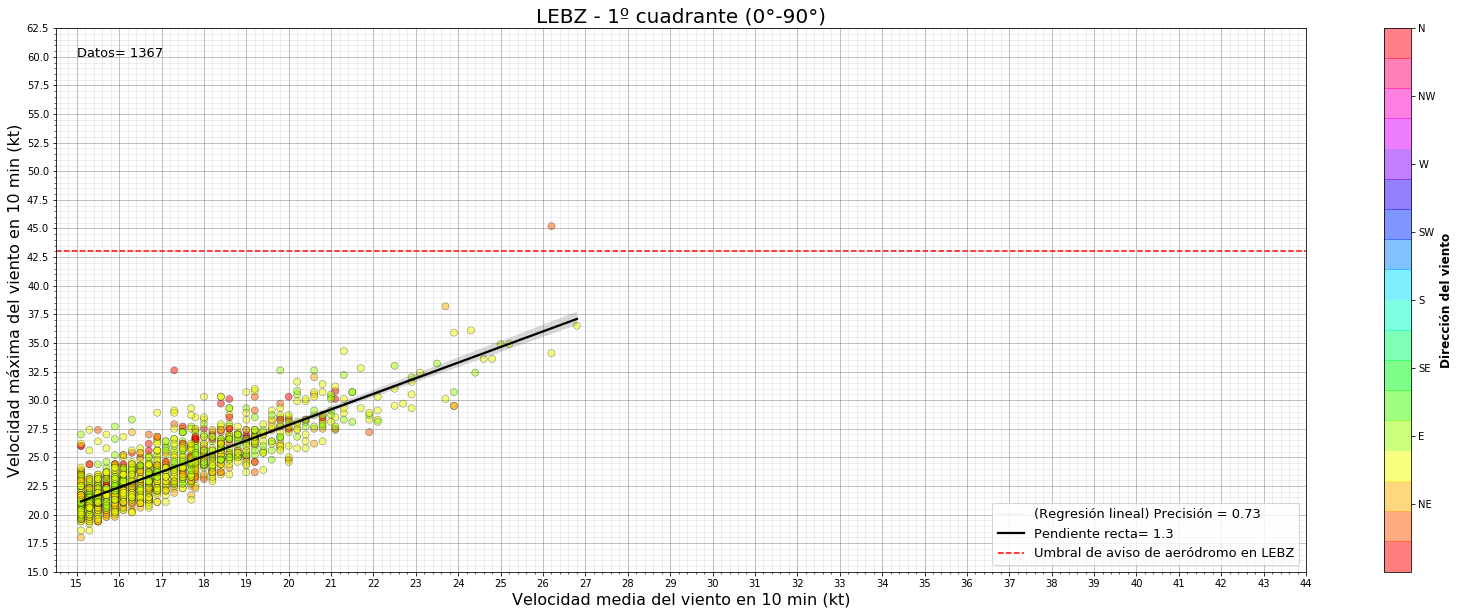 LEBZ - 1º cuadrante (0°-90°)
Datos= 1367
Velocidad máxima del viento en 10 min (kt)
62.5
60.0
57.5
55.0
52.5
50.0
47.5
45.0
42.5
40.0
37.5
35.0
32.5
30.0
27.5
25.0
22.5
20.0
17.5
15.0
15 16 17 18 19 20 21 22 23 24 25 26 27 28 29 30 31 32 33 34 35 36 37 38 39 40 41 42 43 44
Velocidad media del viento en 10 min (kt)
(Regresión lineal) Precisión = 0.73
Pendiente recta= 1.3
Umbral de aviso de aeródromo en LEBZ
N
NW
W
SW
S
SE
E
NE
Dirección del viento